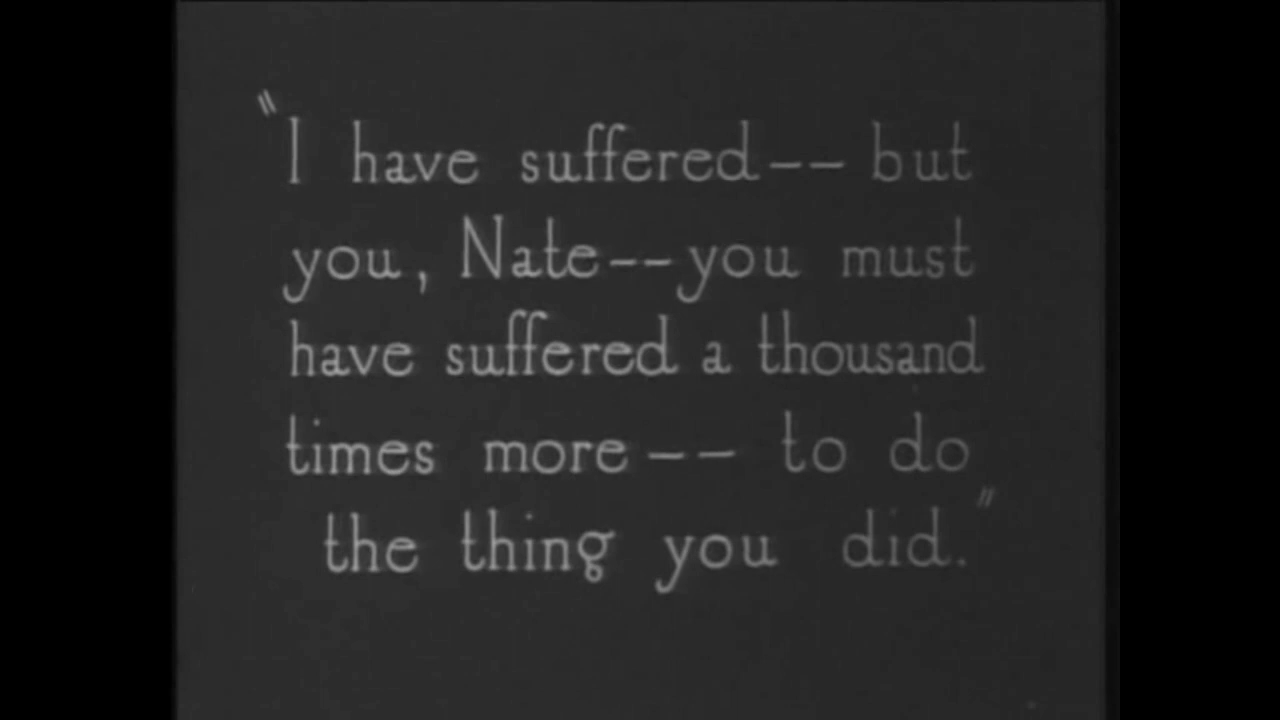 "I have suffered-- but
you, Nate--you must
have suffered a thousand
times more-- to do
the thing you did."